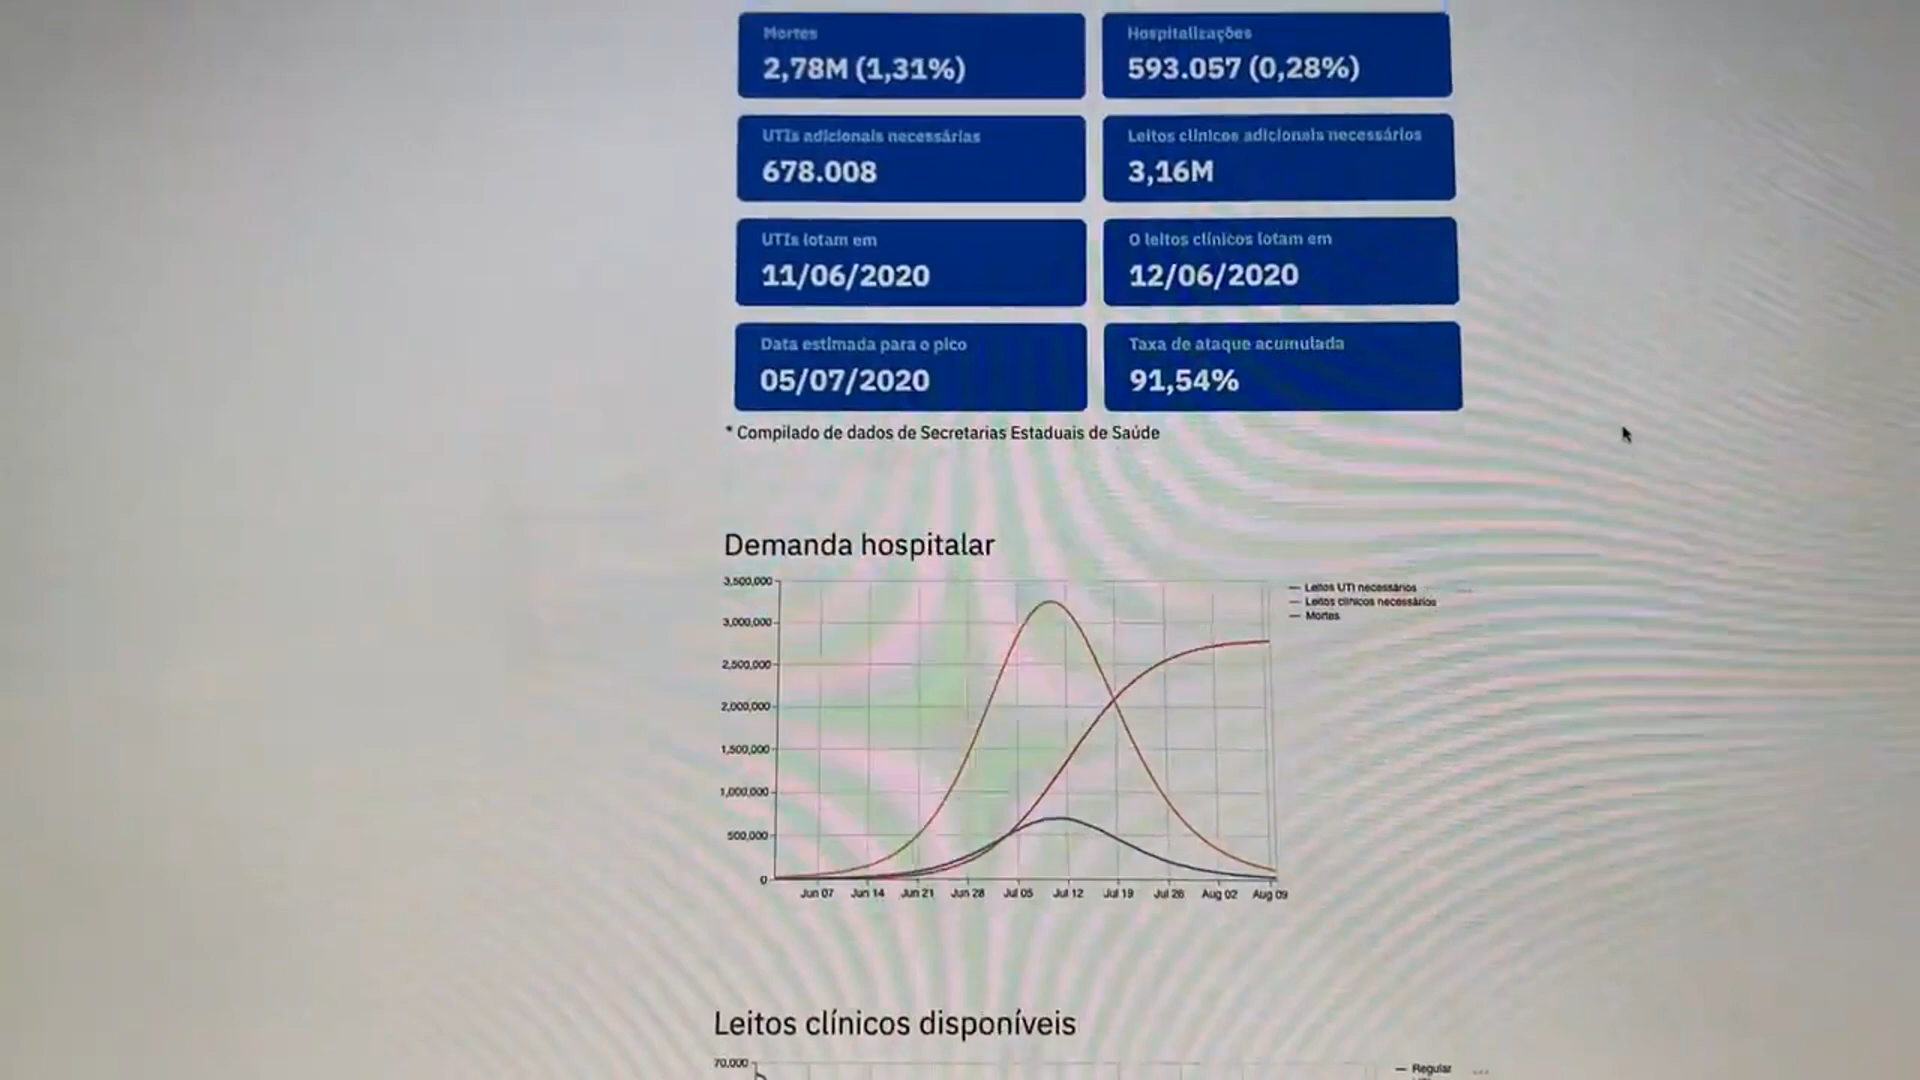 Mortes
2,78M (1,31%)
Hospitalizações
593.057 (0,28%)
UTIs adicionais necessárias
678.008
Leitos clínicos adicionais necessários
3,16M
UTIs lotam em
11/06/2020
O leitos clínicos lotam em
12/06/2020
Data estimada para o pico
05/07/2020
Taxa de ataque acumulada
91,54%
* Compilado de dados de Secretarias Estaduais de Saúde
Demanda hospitalar
3,500,000
3,000,000
2,500,000
2,000,000
1,500,000
1,000,000
500,000
0
Jun 07 Jun 14 Jun 21 Jun 28 Jul 05 Jul 12 Jul 19 Jul 26 Aug 02 Aug 09
Leitos UTI necessários
Leitos clínicos necessários
Mortes
Leitos clínicos disponíveis
70,000
Regular